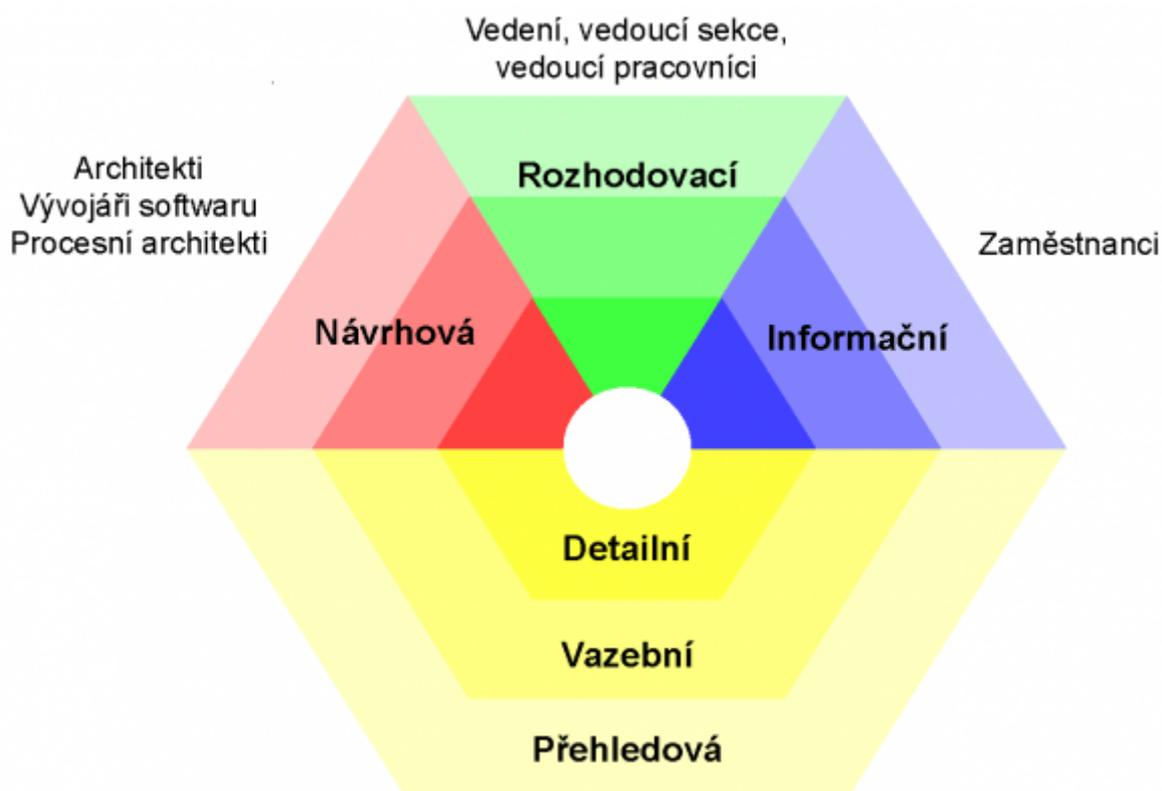 Vedení, vedoucí sekce,
vedoucí pracovníci
Architekti
Vývojáři softwaru
Procesní architekti
Rozhodovací
Zaměstnanci
Návrhová
Informační
Detailní
Vazební
Přehledová